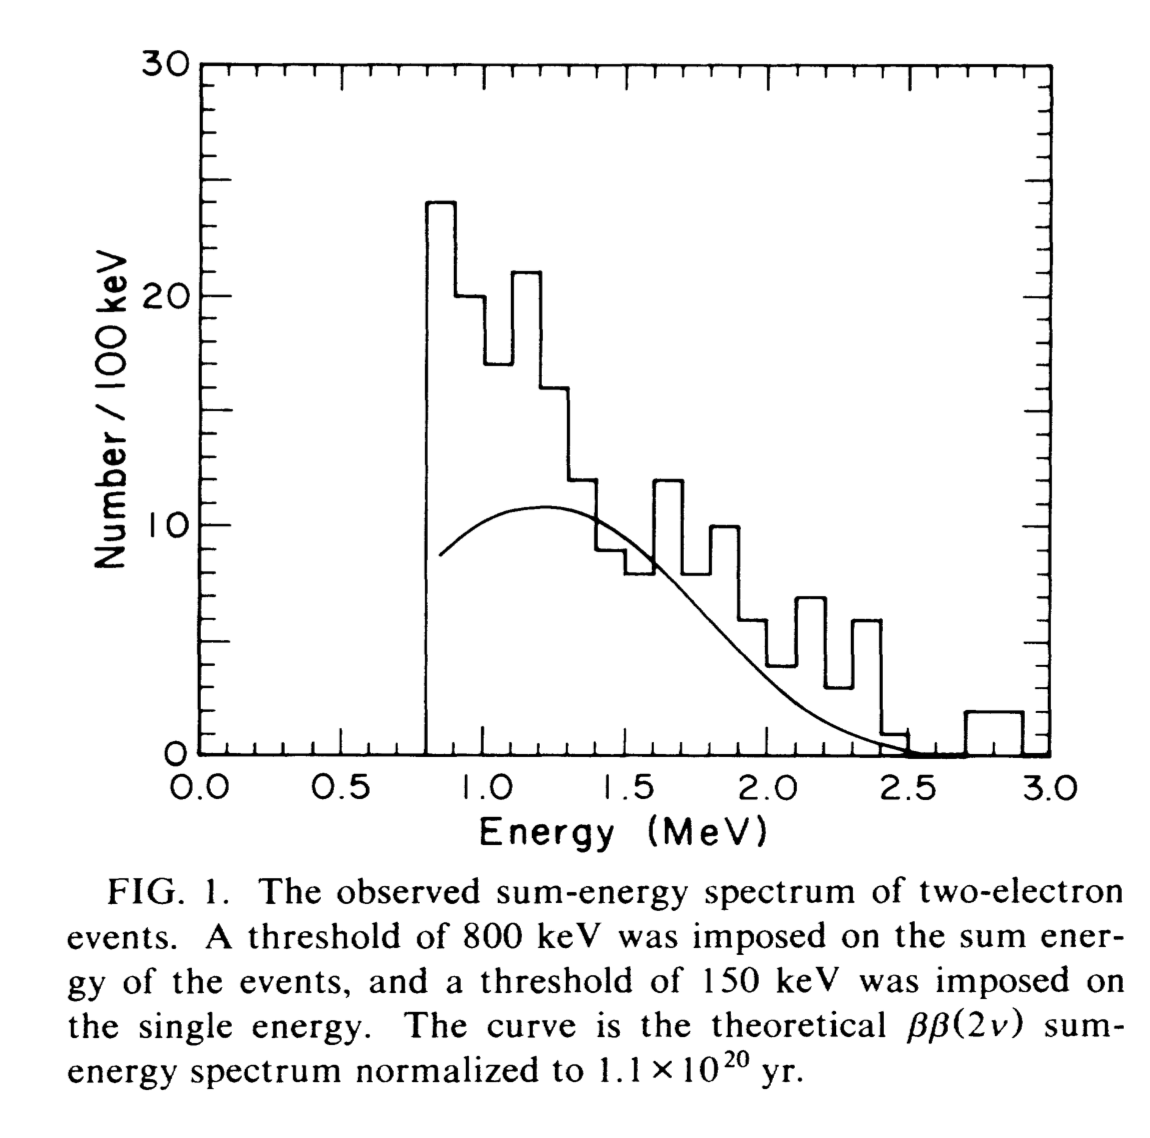 30
20
10
0
Number / 100 keV
0.0 0.5 1.0 1.5 2.0 2.5 3.0
Energy (MeV)
FIG. 1. The observed sum-energy spectrum of two-electron
events. A threshold of 800 keV was imposed on the sum ener-
gy of the events, and a threshold of 150 keV was imposed on
the single energy. The curve is the theoretical ββ(2ν) sum-
energy spectrum normalized to 1.1 × 10²⁰ yr.